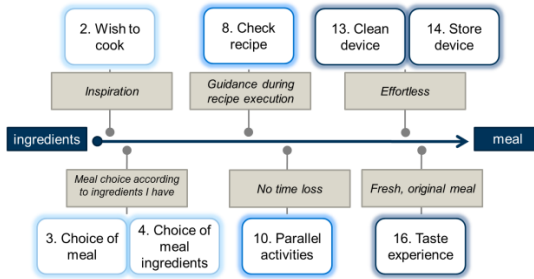 2. Wish to
cook
8. Check
recipe
13. Clean
device
14. Store
device
Inspiration
Guidance during
recipe execution
Effortless
ingredients
meal
Meal choice according
to ingredients I have
No time loss
Fresh, original meal
3. Choice of
meal
4. Choice of
meal
ingredients
10. Parallel
activities
16. Taste
experience